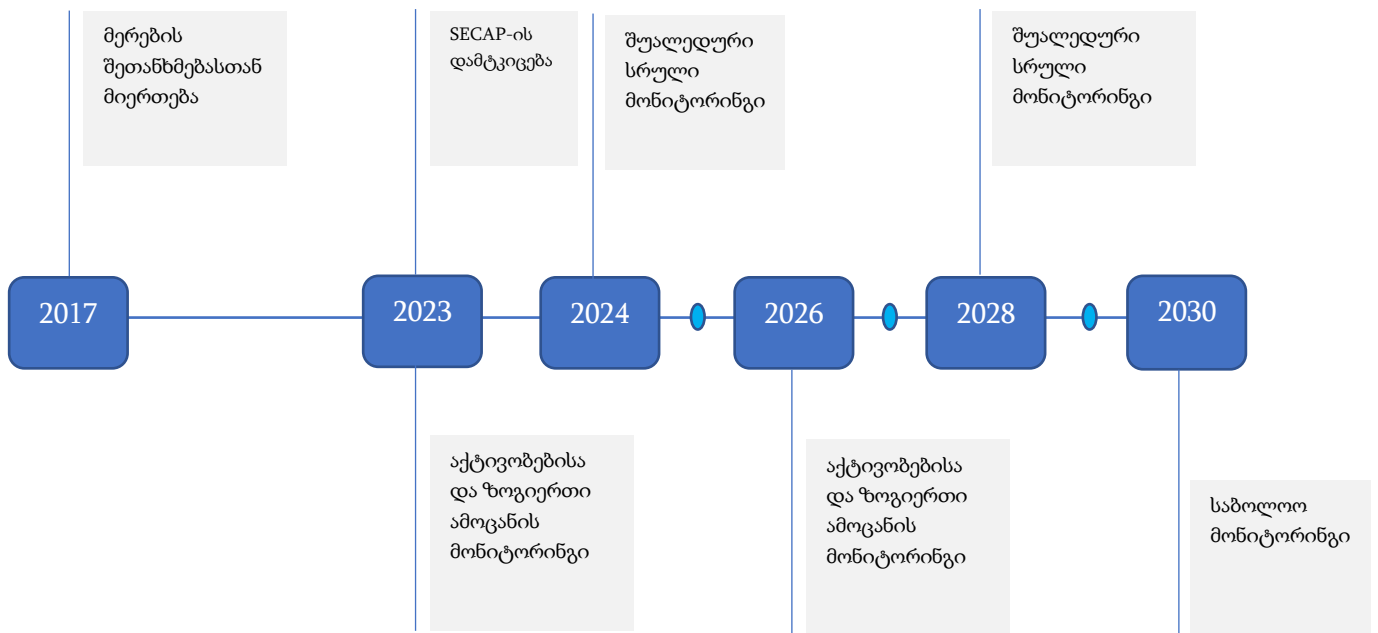 მერების
შეთანხმებასთან
მიერთება
SECAP-ის
დამტკიცება
შუალედური
სრული
მონიტორინგი
შუალედური
სრული
მონიტორინგი
2017
2023
2024
2026
2028
2030
აქტივობებისა
და ზოგიერთი
ამოცანის
მონიტორინგი
აქტივობებისა
და ზოგიერთი
ამოცანის
მონიტორინგი
საბოლოო
მონიტორინგი